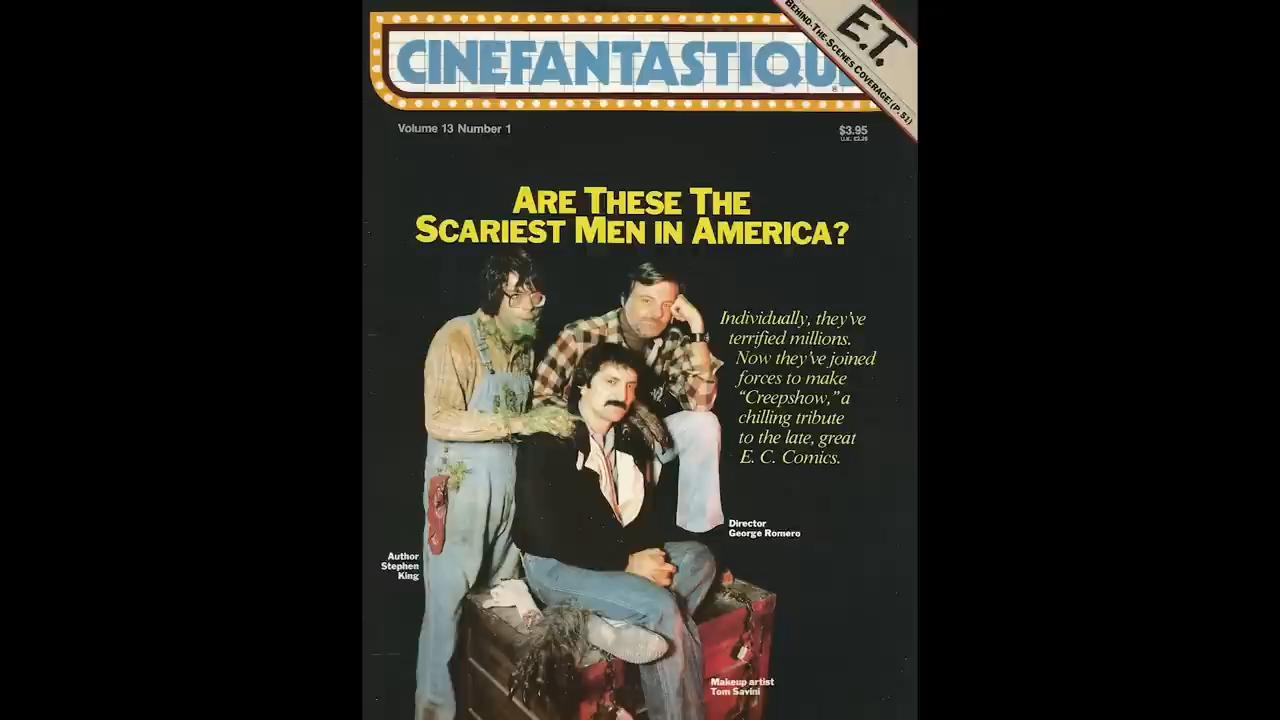 E.T.
BEHIND-THE-SCENES COVERAGE! (P. 51)
CINEFANTASTIQU
®
Volume 13 Number 1
$3.95
ARE THESE THE
SCARIEST MEN IN AMERICA?
Individually, they've
terrified millions.
Now they've joined
forces to make
"Creepshow," a
chilling tribute
to the late, great
E. C. Comics.
Director
George Romero
Author
Stephen
King
Makeup artist
Tom Savini